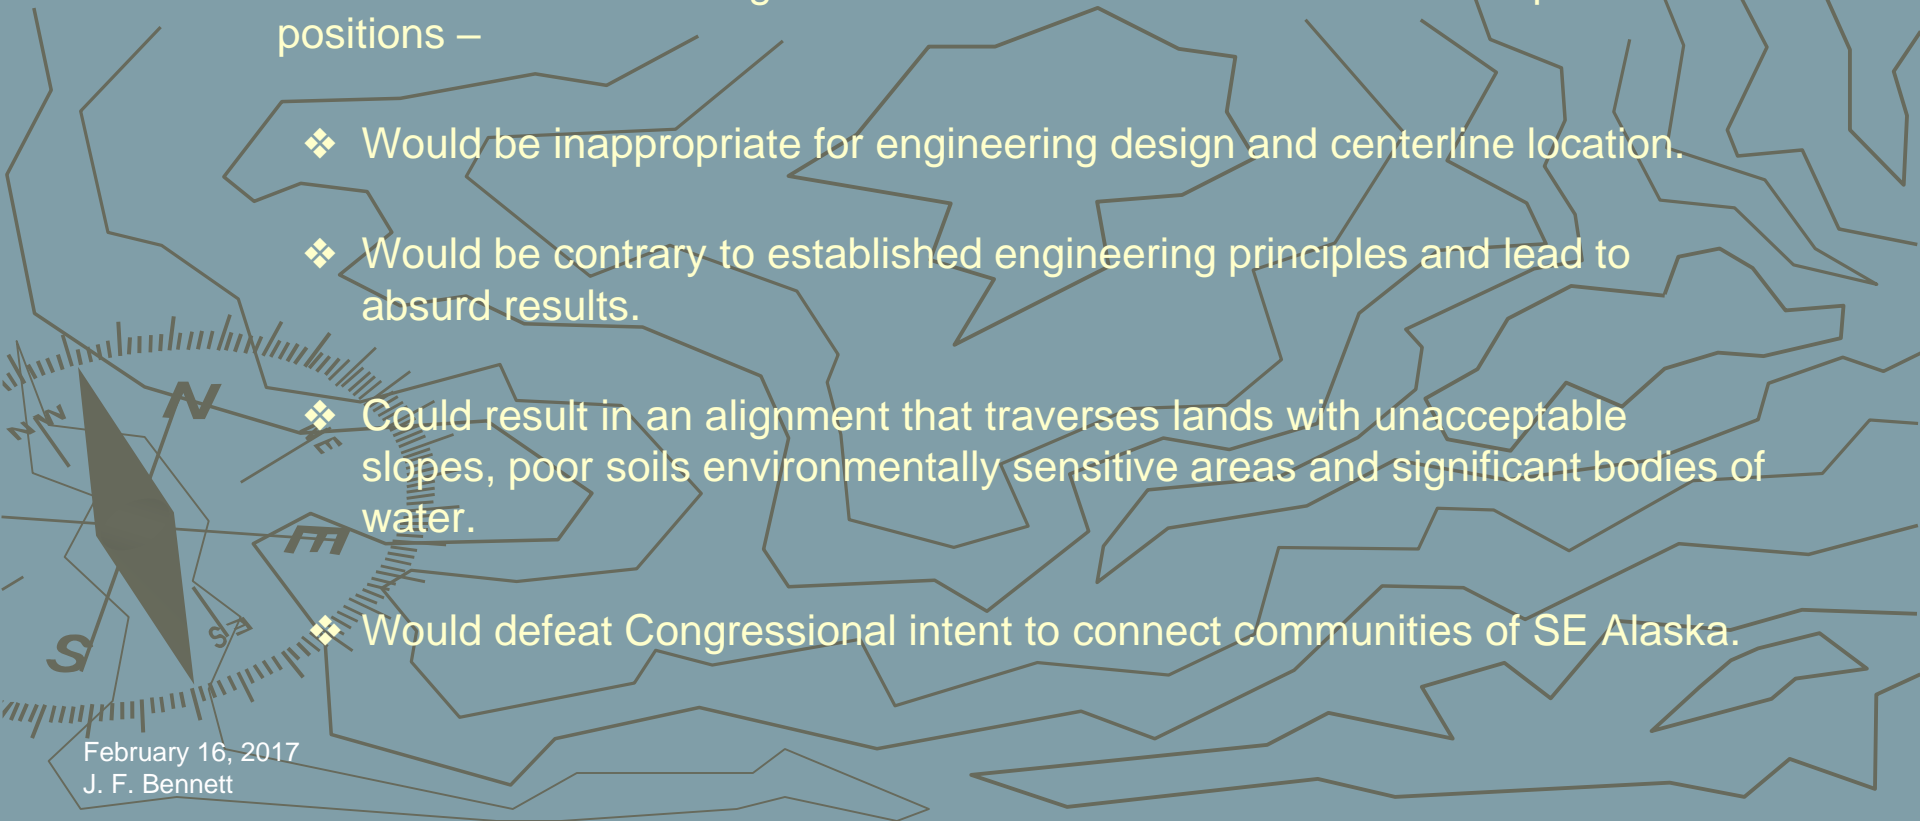 positions –
❖ Would be inappropriate for engineering design and centerline location.
❖ Would be contrary to established engineering principles and lead to
absurd results.
❖ Could result in an alignment that traverses lands with unacceptable
slopes, poor soils environmentally sensitive areas and significant bodies of
water.
❖ Would defeat Congressional intent to connect communities of SE Alaska.
N
E
S
February 16, 2017
J. F. Bennett